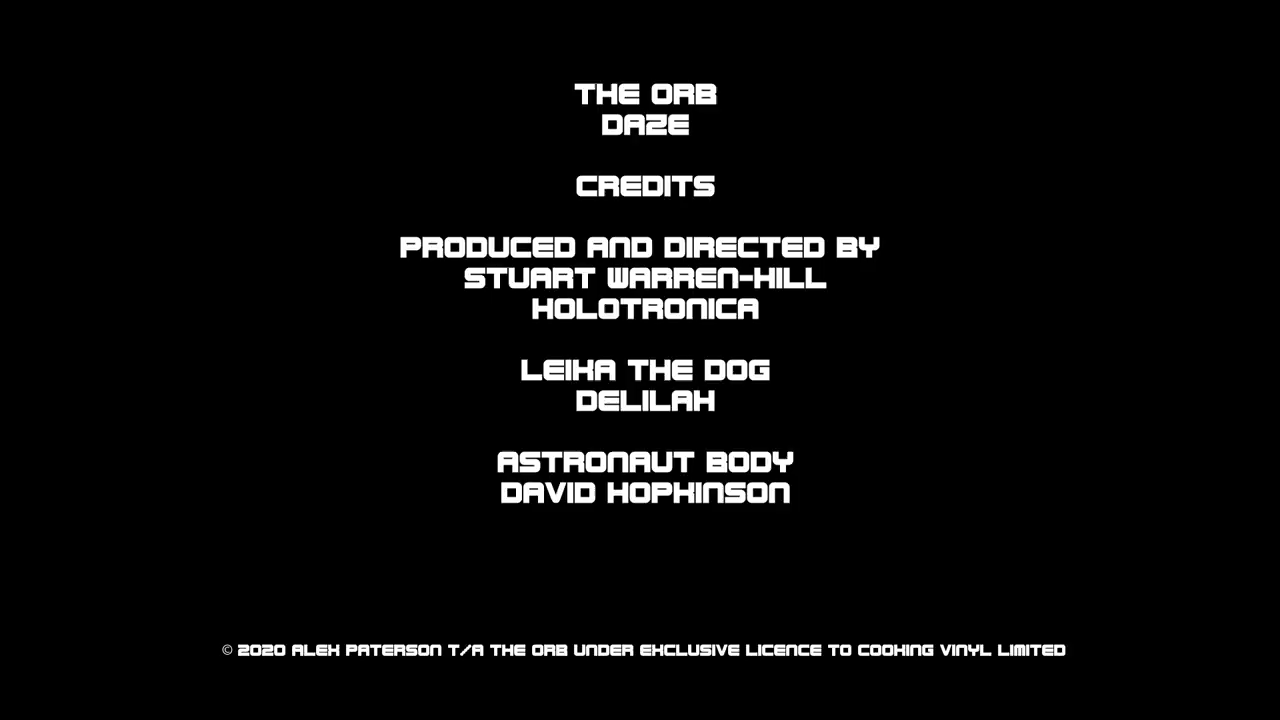 THE ORB
DAZE
CREDITS
PRODUCED AND DIRECTED BY
STUART WARREN-HILL
HOLOTRONICA
LEIKA THE DOG
DELILAH
ASTRONAUT BODY
DAVID HOPKINSON
© 2020 ALEX PATERSON T/A THE ORB UNDER EXCLUSIVE LICENCE TO COOKING VINYL LIMITED